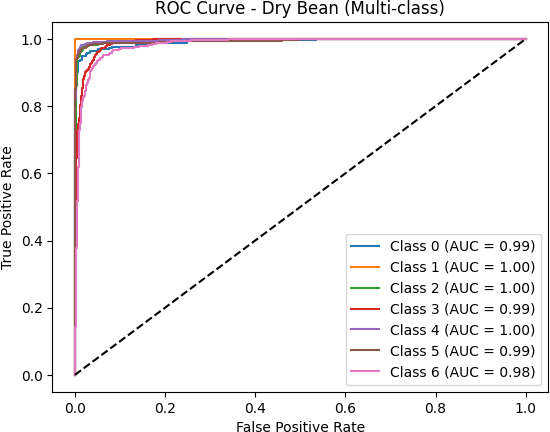 ROC Curve - Dry Bean (Multi-class)
True Positive Rate
1.0
0.8
0.6
0.4
0.2
0.0
Class 0 (AUC = 0.99)
Class 1 (AUC = 1.00)
Class 2 (AUC = 1.00)
Class 3 (AUC = 0.99)
Class 4 (AUC = 1.00)
Class 5 (AUC = 0.99)
Class 6 (AUC = 0.98)
0.0 0.2 0.4 0.6 0.8 1.0
False Positive Rate